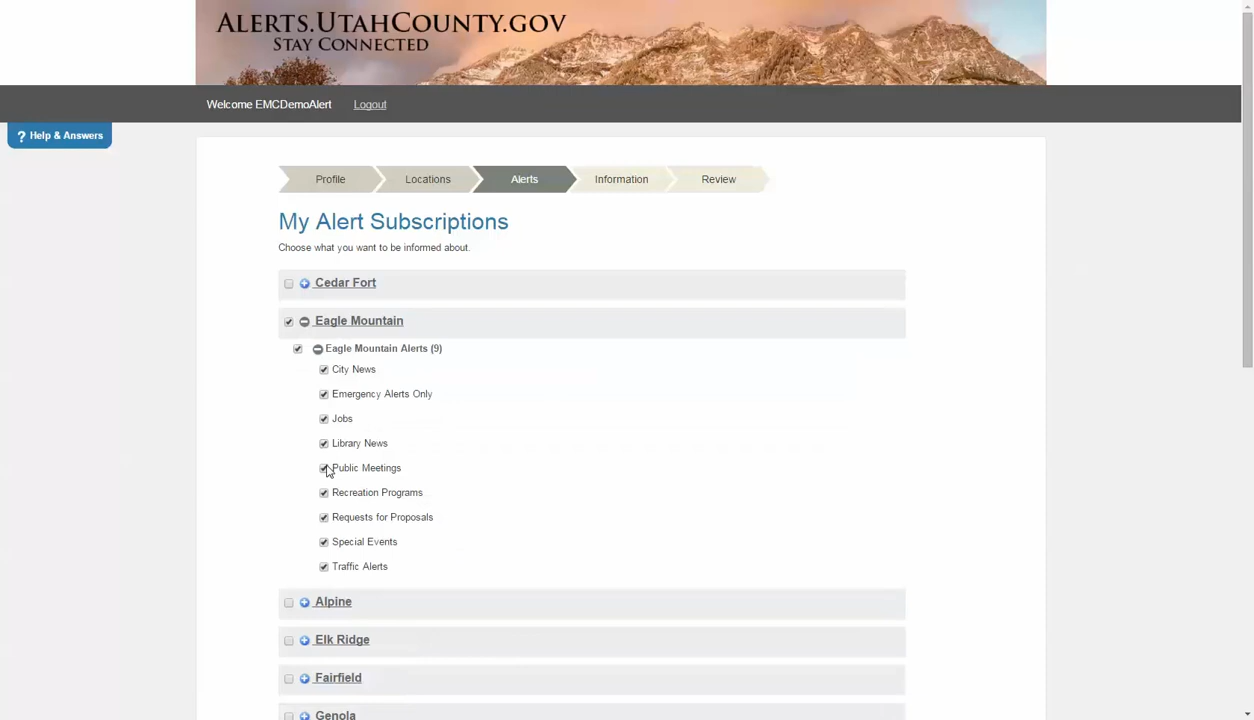 ALERTS.UTAHCOUNTY.GOV
STAY CONNECTED
Welcome EMCDemoAlert Logout
? Help & Answers
Profile Locations Alerts Information Review
My Alert Subscriptions
Choose what you want to be informed about.
Cedar Fort
Eagle Mountain
Eagle Mountain Alerts (9)
City News
Emergency Alerts Only
Jobs
Library News
Public Meetings
Recreation Programs
Requests for Proposals
Special Events
Traffic Alerts
Alpine
Elk Ridge
Fairfield
Genola